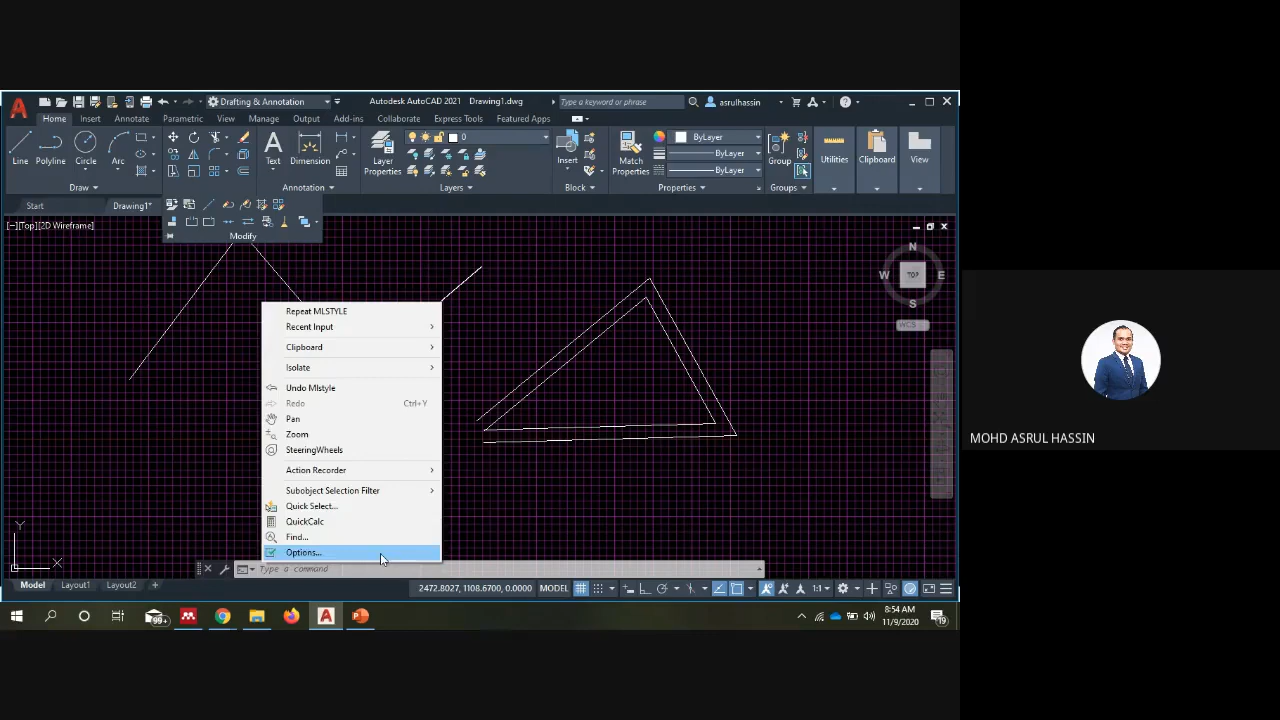 Drafting & Annotation
Autodesk AutoCAD 2021 Drawing1.dwg
Type a keyword or phrase
asrulhassin
Home Insert Annotate Parametric View Manage Output Add-ins Collaborate Express Tools Featured Apps
Line Polyline Circle Arc
Text Dimension
Layer Properties
0
Insert
Match Properties
ByLayer
ByLayer
ByLayer
Group
Utilities
Clipboard
View
Draw
Annotation
Layers
Block
Properties
Groups
Start
Drawing1*
Modify
[−][Top][2D Wireframe]
N
W
TOP
E
S
WCS
Repeat MLSTYLE
Recent Input
Clipboard
Isolate
Undo Mlstyle
Redo Ctrl+Y
Pan
Zoom
SteeringWheels
Action Recorder
Subobject Selection Filter
Quick Select...
QuickCalc
Find...
Options...
Y
X
Type a command
Model Layout1 Layout2 +
2472.8027, 1108.6700, 0.0000 MODEL
1:1
99+
8:54 AM
11/9/2020
19
MOHD ASRUL HASSIN